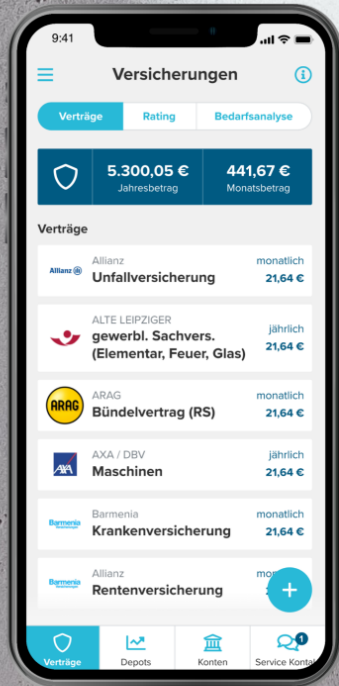 9:41
Versicherungen
Verträge Rating Bedarfsanalyse
5.300,05 € 441,67 €
Jahresbetrag Monatsbetrag
Verträge
Allianz
Allianz monatlich
Unfallversicherung 21,64 €
ALTE LEIPZIGER
gewerbl. Sachvers. jährlich
(Elementar, Feuer, Glas) 21,64 €
ARAG
ARAG monatlich
Bündelvertrag (RS) 21,64 €
AXA
AXA / DBV jährlich
Maschinen 21,64 €
Barmenia
Barmenia monatlich
Krankenversicherung 21,64 €
Barmenia
Allianz mo
Rentenversicherung
+
1
Verträge Depots Konten Service Kontak